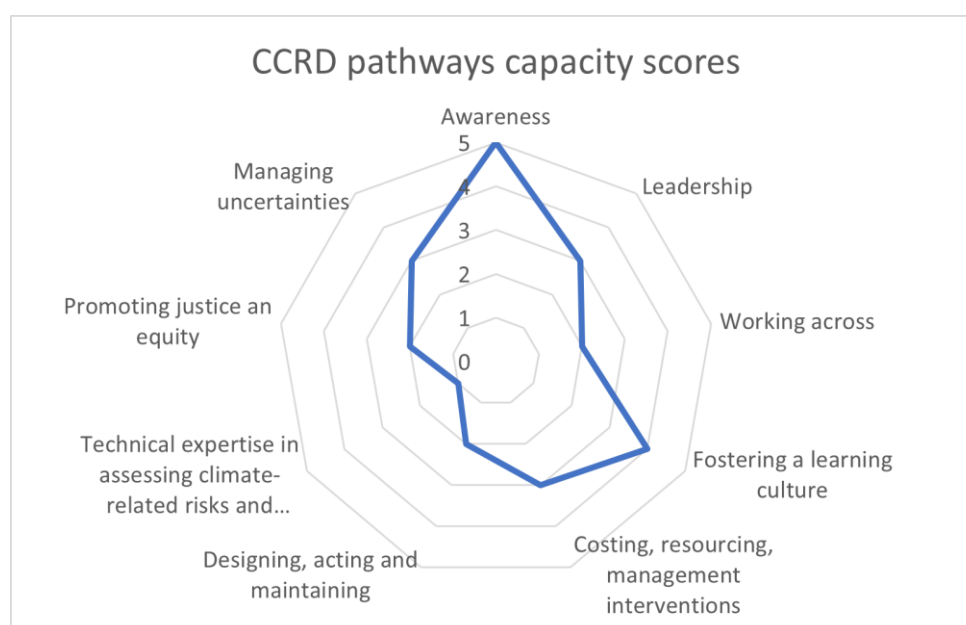 CCRD pathways capacity scores
Awareness
5
4
3
2
1
0
Leadership
Working across
Fostering a learning
culture
Costing, resourcing,
management
interventions
Designing, acting and
maintaining
Technical expertise in
assessing climate-
related risks and...
Promoting justice an
equity
Managing
uncertainties